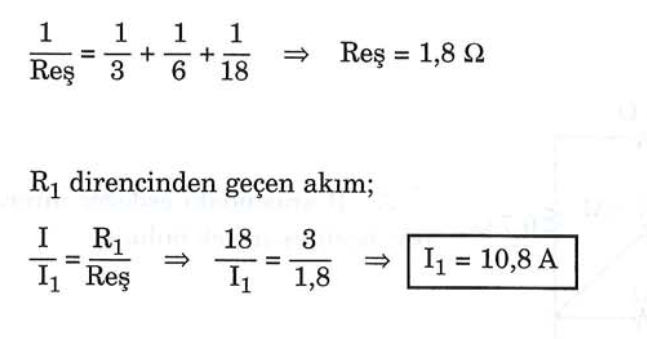 1/Reş = 1/3 + 1/6 + 1/18 ⇒ Reş = 1,8 Ω
R₁ direncinden geçen akım;
I/I₁ = R₁/Reş ⇒ 18/I₁ = 3/1,8 ⇒ I₁ = 10,8 A